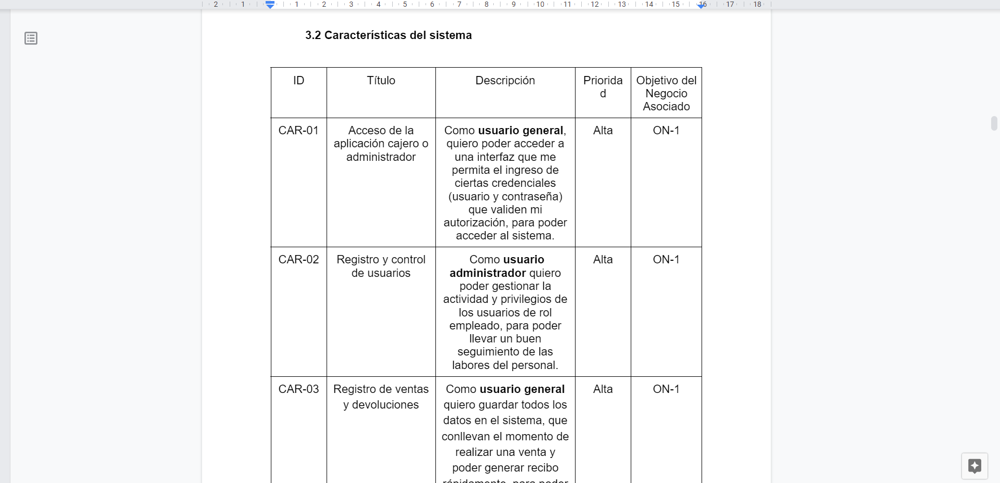 2 1 1 2 3 4 5 6 7 8 9 10 11 12 13 14 15 16 17 18
3.2 Características del sistema
ID
Título
Descripción
Priorida
d
Objetivo del
Negocio
Asociado
CAR-01
Acceso de la
aplicación cajero o
administrador
Como usuario general,
quiero poder acceder a
una interfaz que me
permita el ingreso de
ciertas credenciales
(usuario y contraseña)
que validen mi
autorización, para poder
acceder al sistema.
Alta
ON-1
CAR-02
Registro y control
de usuarios
Como usuario
administrador quiero
poder gestionar la
actividad y privilegios de
los usuarios de rol
empleado, para poder
llevar un buen
seguimiento de las
labores del personal.
Alta
ON-1
CAR-03
Registro de ventas
y devoluciones
Como usuario general
quiero guardar todos los
datos en el sistema, que
conllevan el momento de
realizar una venta y
poder generar recibo
rápidamente, para poder
Alta
ON-1